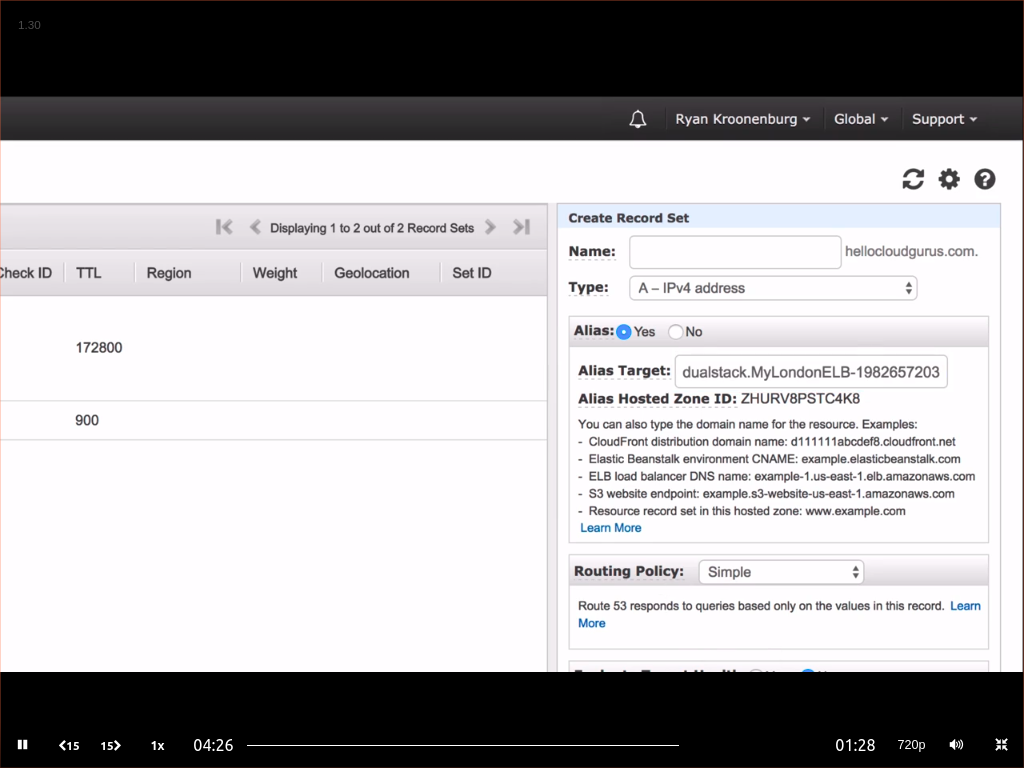 1.30
Ryan Kroonenburg Global Support
Displaying 1 to 2 out of 2 Record Sets
Check ID TTL Region Weight Geolocation Set ID
172800
900
Create Record Set
Name: hellocloudgurus.com.
Type: A – IPv4 address
Alias: Yes No
Alias Target: dualstack.MyLondonELB-1982657203
Alias Hosted Zone ID: ZHURV8PSTC4K8
You can also type the domain name for the resource. Examples:
- CloudFront distribution domain name: d111111abcdef8.cloudfront.net
- Elastic Beanstalk environment CNAME: example.elasticbeanstalk.com
- ELB load balancer DNS name: example-1.us-east-1.elb.amazonaws.com
- S3 website endpoint: example.s3-website-us-east-1.amazonaws.com
- Resource record set in this hosted zone: www.example.com
Learn More
Routing Policy: Simple
Route 53 responds to queries based only on the values in this record. Learn
More
15 15 1x 04:26 01:28 720p